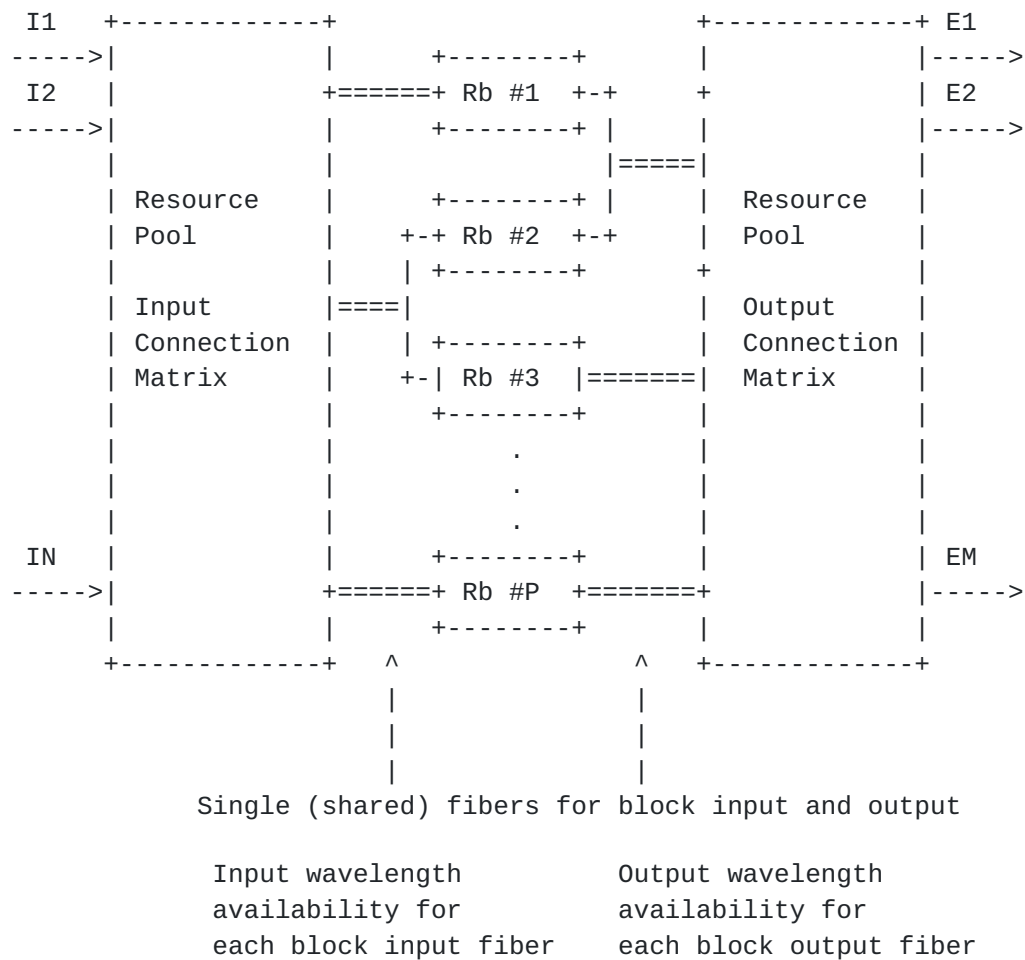 I1 +-------------+ +-------------+ E1
----->| | +--------+ | |----->
I2 | +======+ Rb #1 +-+ + | E2
----->| | +--------+ | | |----->
| | |=====| |
| Resource | +--------+ | | Resource |
| Pool | +-+ Rb #2 +-+ | Pool |
| | | +--------+ + |
| Input |====| | Output |
| Connection | | +--------+ | Connection |
| Matrix | +-| Rb #3 |=======| Matrix |
| | +--------+ | |
| | . | |
| | . | |
| | . | |
IN | | +--------+ | | EM
----->| +======+ Rb #P +=======+ |----->
| | +--------+ | |
+-------------+ ^ ^ +-------------+
| |
| |
| |
Single (shared) fibers for block input and output
Input wavelength Output wavelength
availability for availability for
each block input fiber each block output fiber